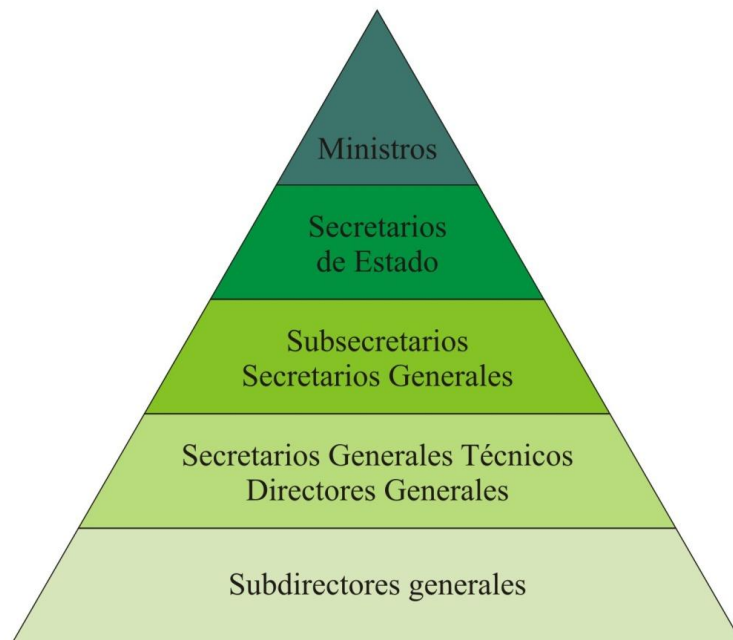 Ministros
Secretarios
de Estado
Subsecretarios
Secretarios Generales
Secretarios Generales Técnicos
Directores Generales
Subdirectores generales